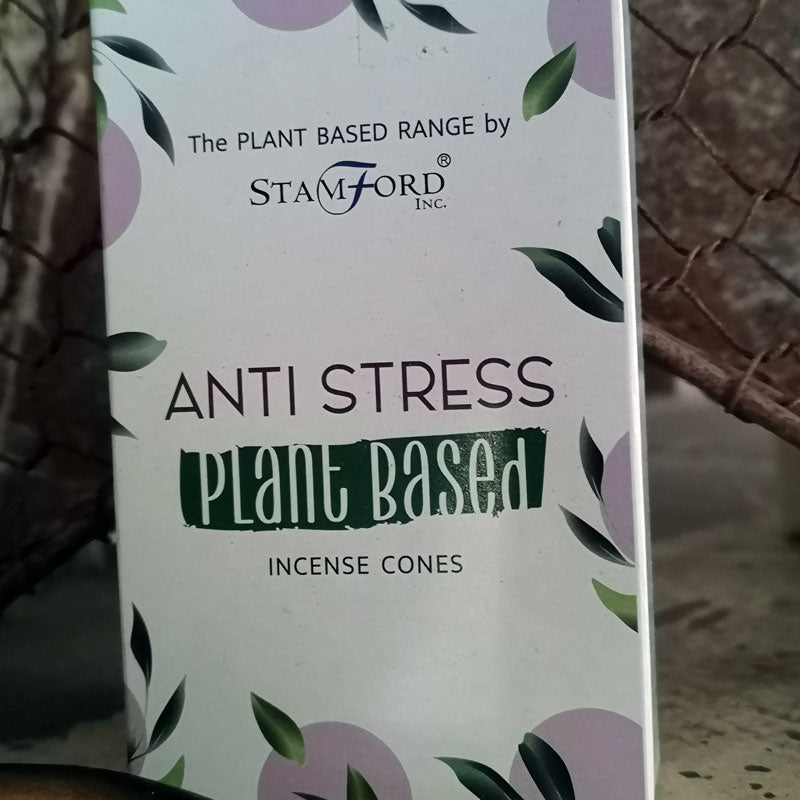 The PLANT BASED RANGE by
STAMFORD®
INC.
ANTI STRESS
Plant Based
INCENSE CONES